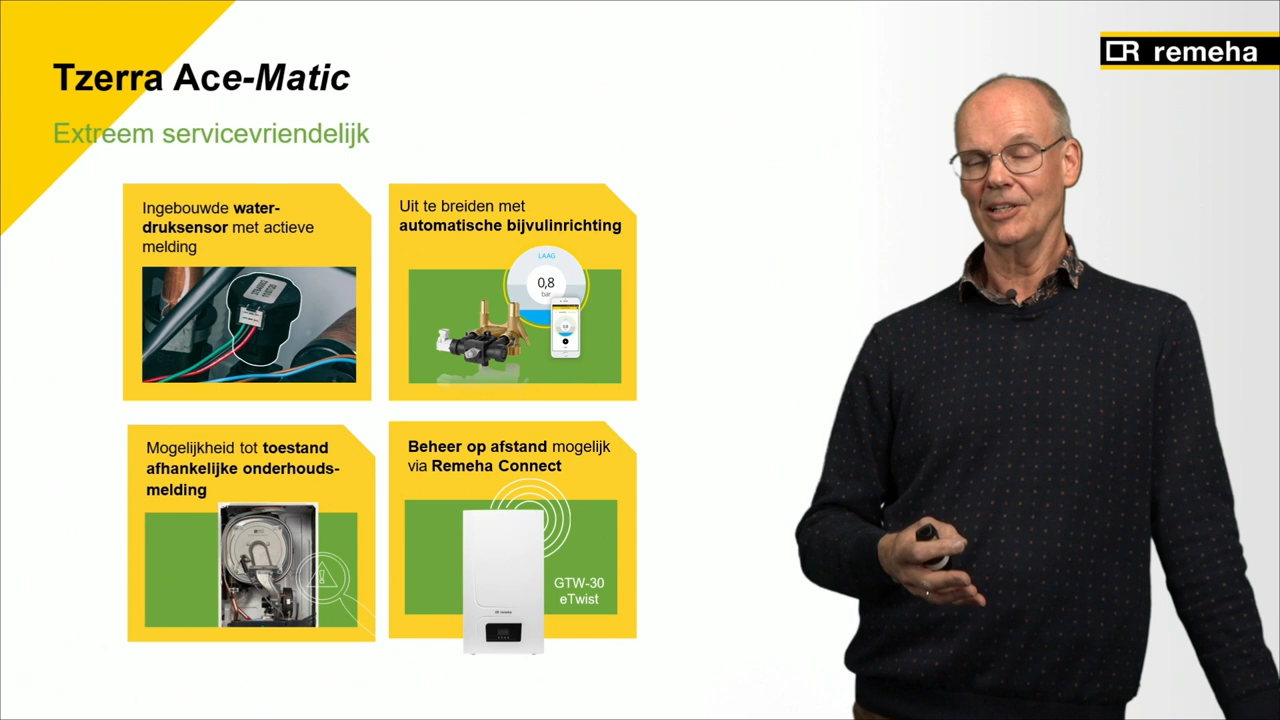 Tzerra Ace-Matic
Extreem servicevriendelijk
remeha
Ingebouwde water-
druksensor met actieve
melding
Uit te breiden met
automatische bijvulinrichting
LAAG
0,8
bar
Mogelijkheid tot toestand
afhankelijke onderhouds-
melding
Beheer op afstand mogelijk
via Remeha Connect
GTW-30
eTwist
remeha